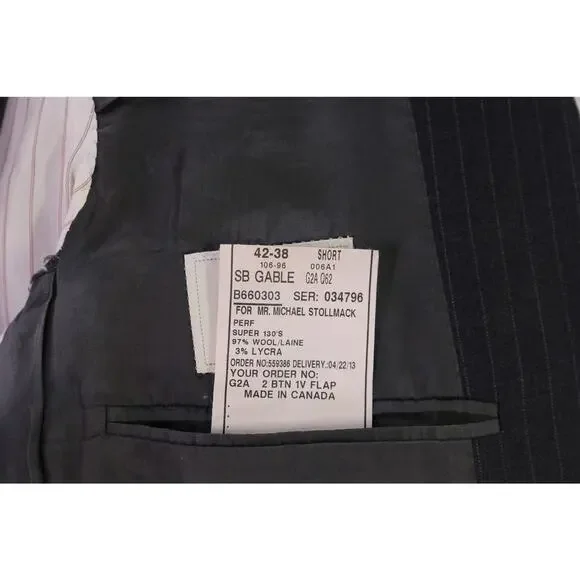 42-38 SHORT
106-96 006A1
SB GABLE G2A Q62
B660303 SER: 034796
FOR MR. MICHAEL STOLLMACK
PERF
SUPER 130'S
97% WOOL/LAINE
3% LYCRA
ORDER NO:559386 DELIVERY:04/22/13
YOUR ORDER NO:
G2A 2 BTN 1V FLAP
MADE IN CANADA